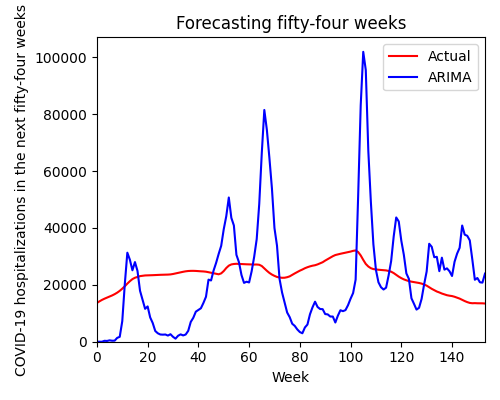 Forecasting fifty-four weeks
COVID-19 hospitalizations in the next fifty-four weeks
100000
80000
60000
40000
20000
0
Actual
ARIMA
0 20 40 60 80 100 120 140
Week